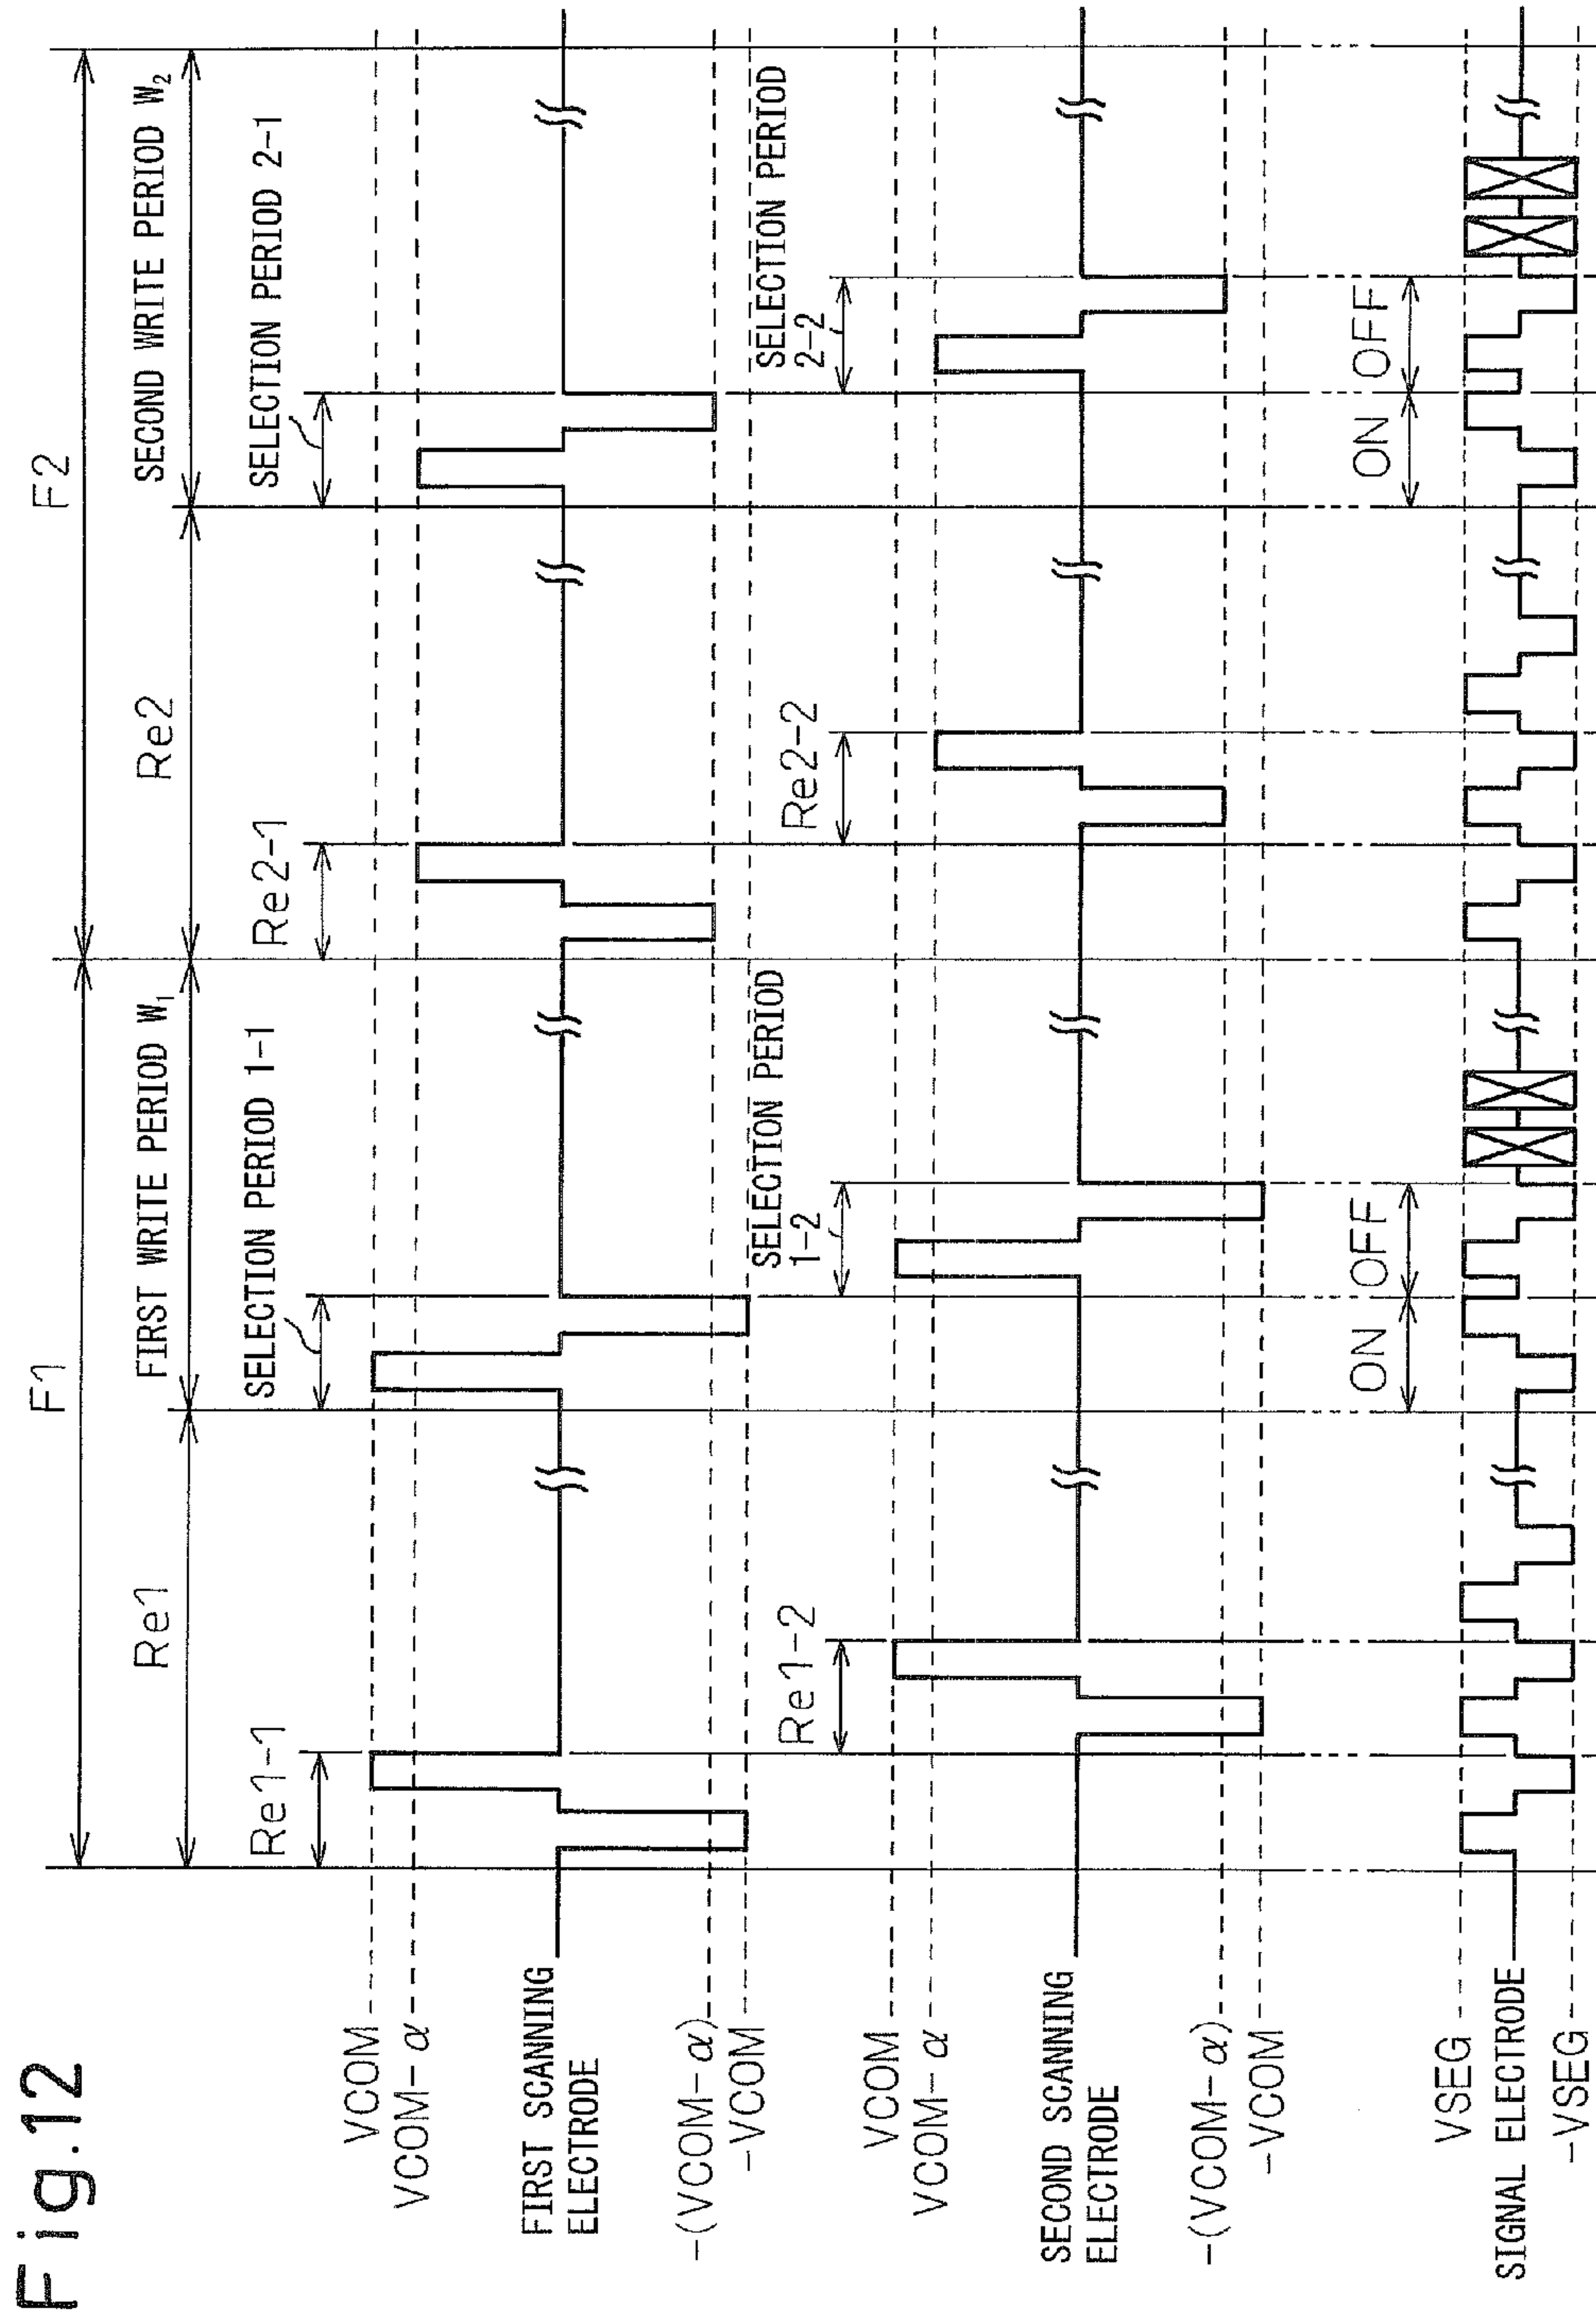 Fig.12
F1
F2
Re1
FIRST WRITE PERIOD W₁
Re2
SECOND WRITE PERIOD W₂
Re1-1
SELECTION PERIOD 1-1
Re2-1
SELECTION PERIOD 2-1
VCOM
VCOM-α
FIRST SCANNING
ELECTRODE
-(VCOM-α)
-VCOM
Re1-2
SELECTION PERIOD
1-2
Re2-2
SELECTION PERIOD
2-2
VCOM
VCOM-α
SECOND SCANNING
ELECTRODE
-(VCOM-α)
-VCOM
ON
OFF
ON
OFF
VSEG
SIGNAL ELECTRODE
-VSEG